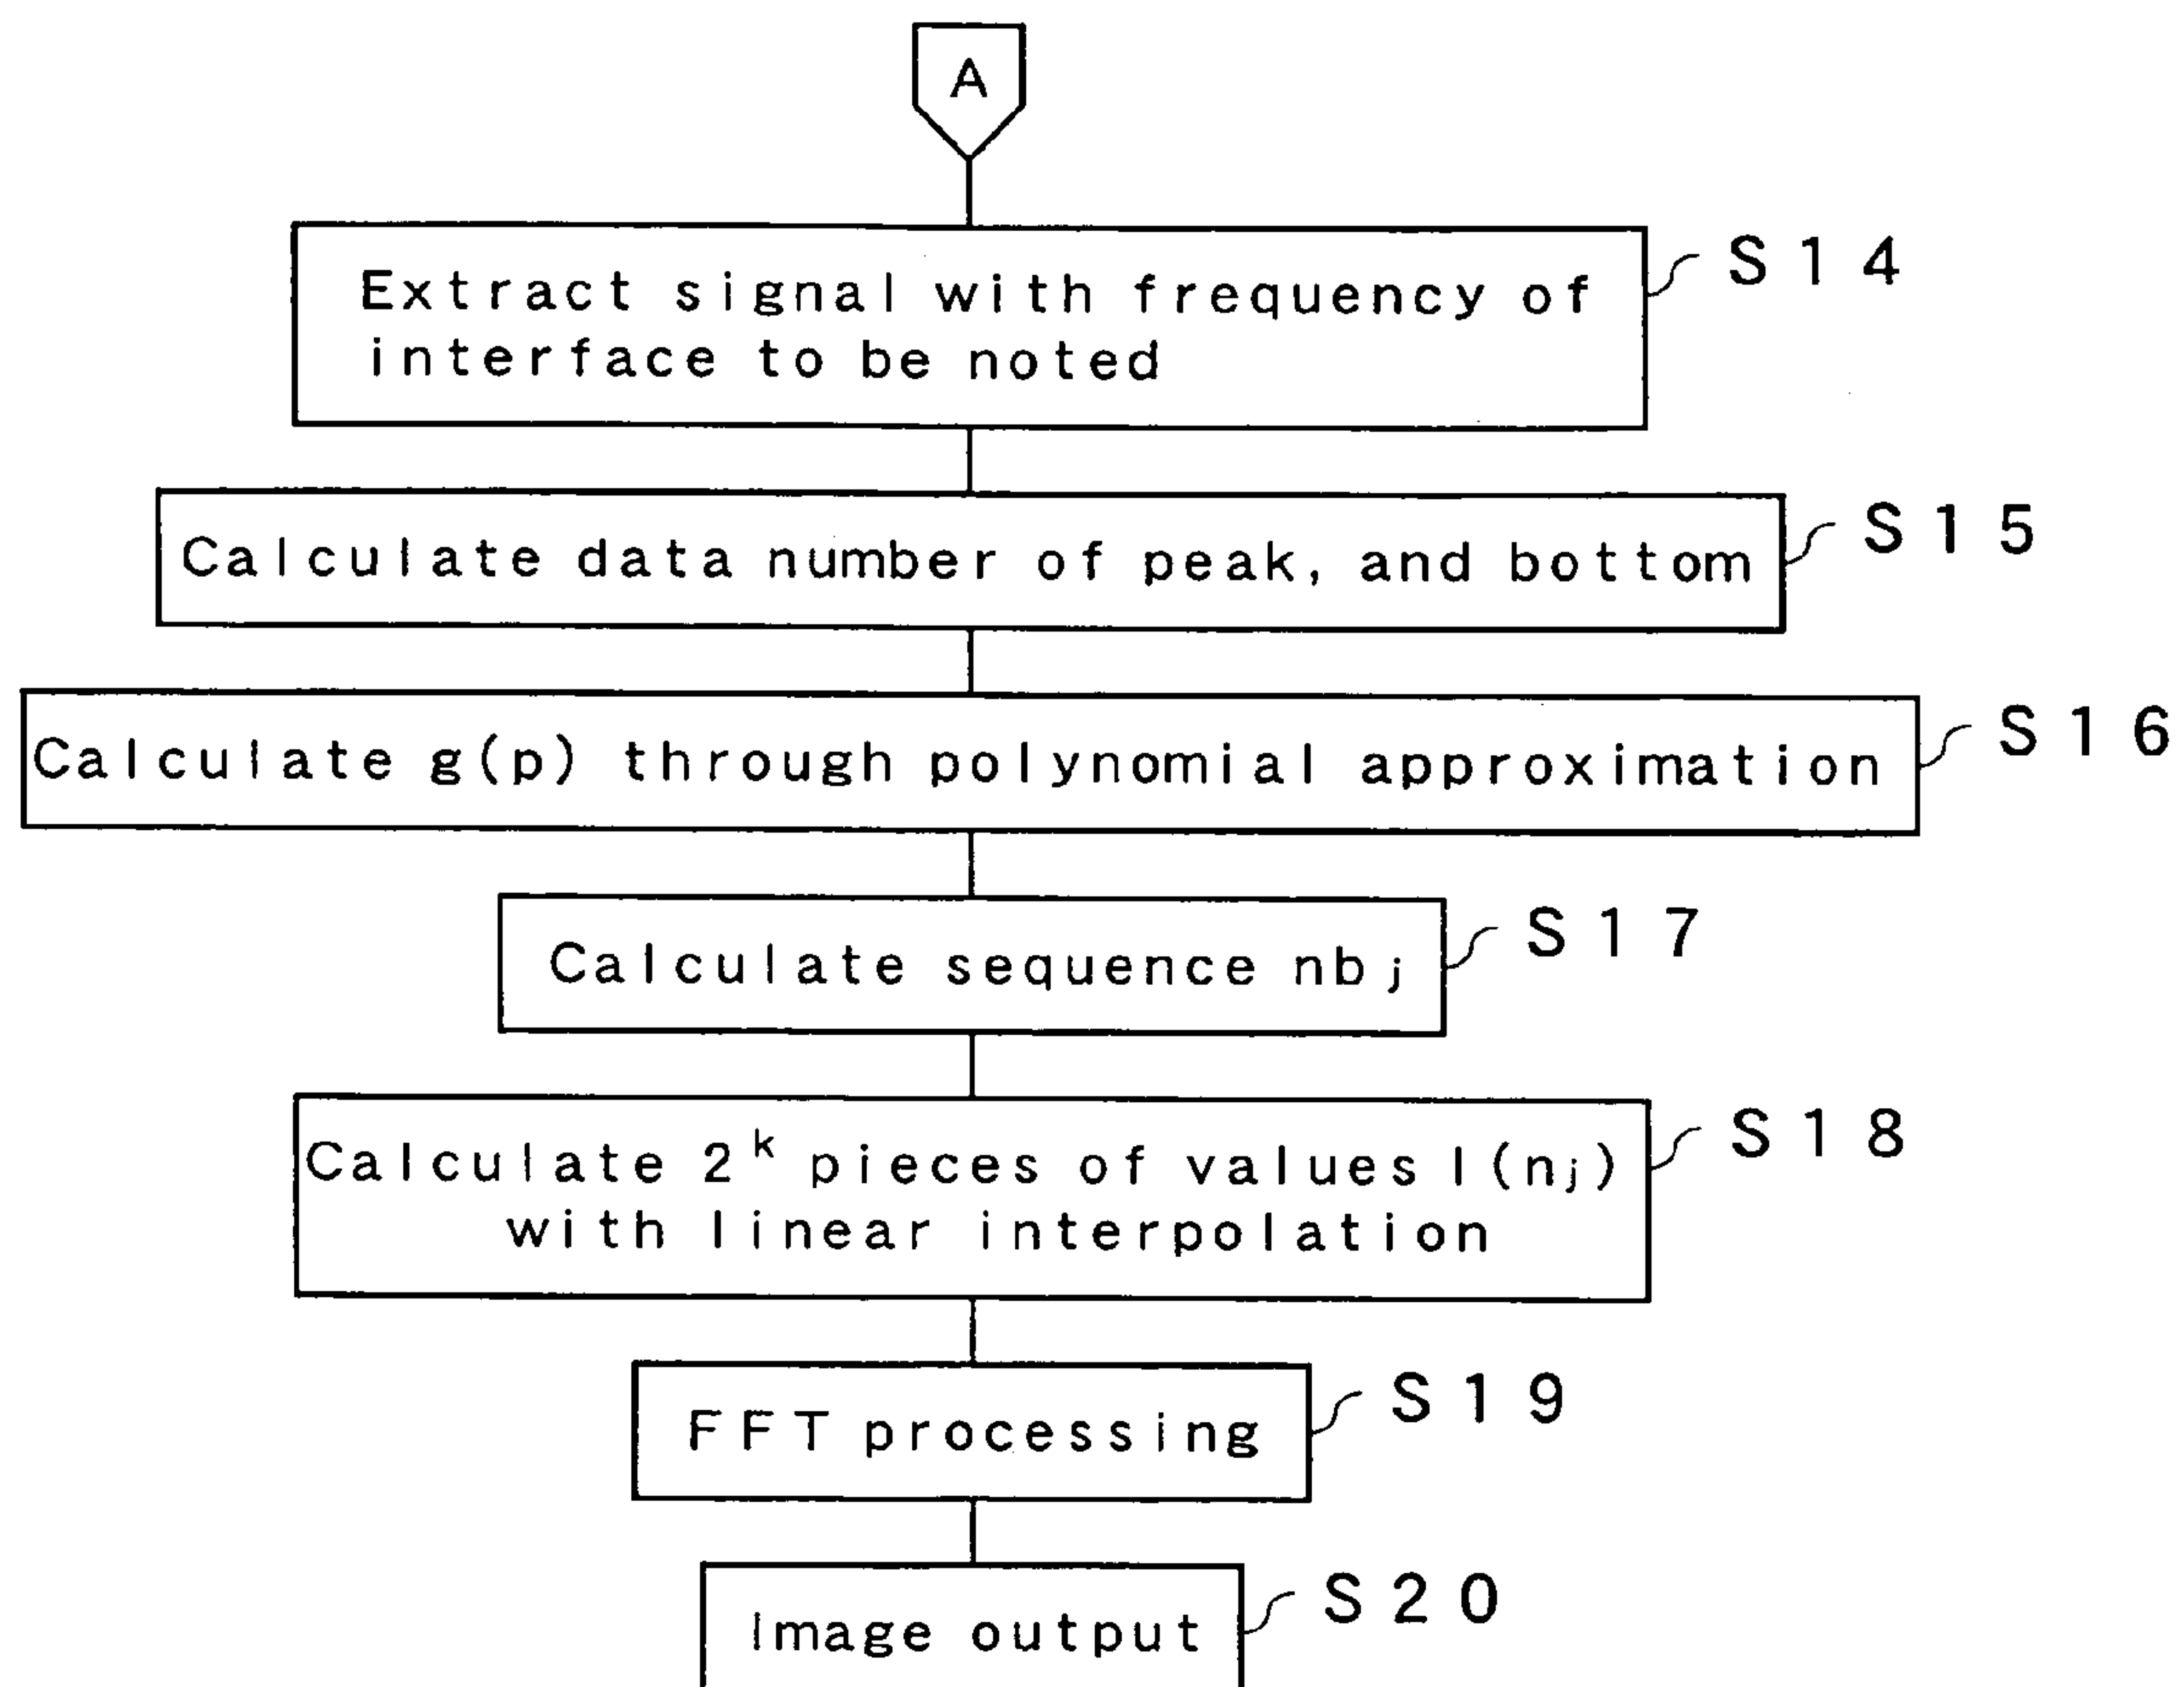 A
Extract signal with frequency of
interface to be noted
S14
Calculate data number of peak, and bottom
S15
Calculate g(p) through polynomial approximation
S16
Calculate sequence nbj
S17
Calculate 2^k pieces of values I(nj)
with linear interpolation
S18
FFT processing
S19
Image output
S20